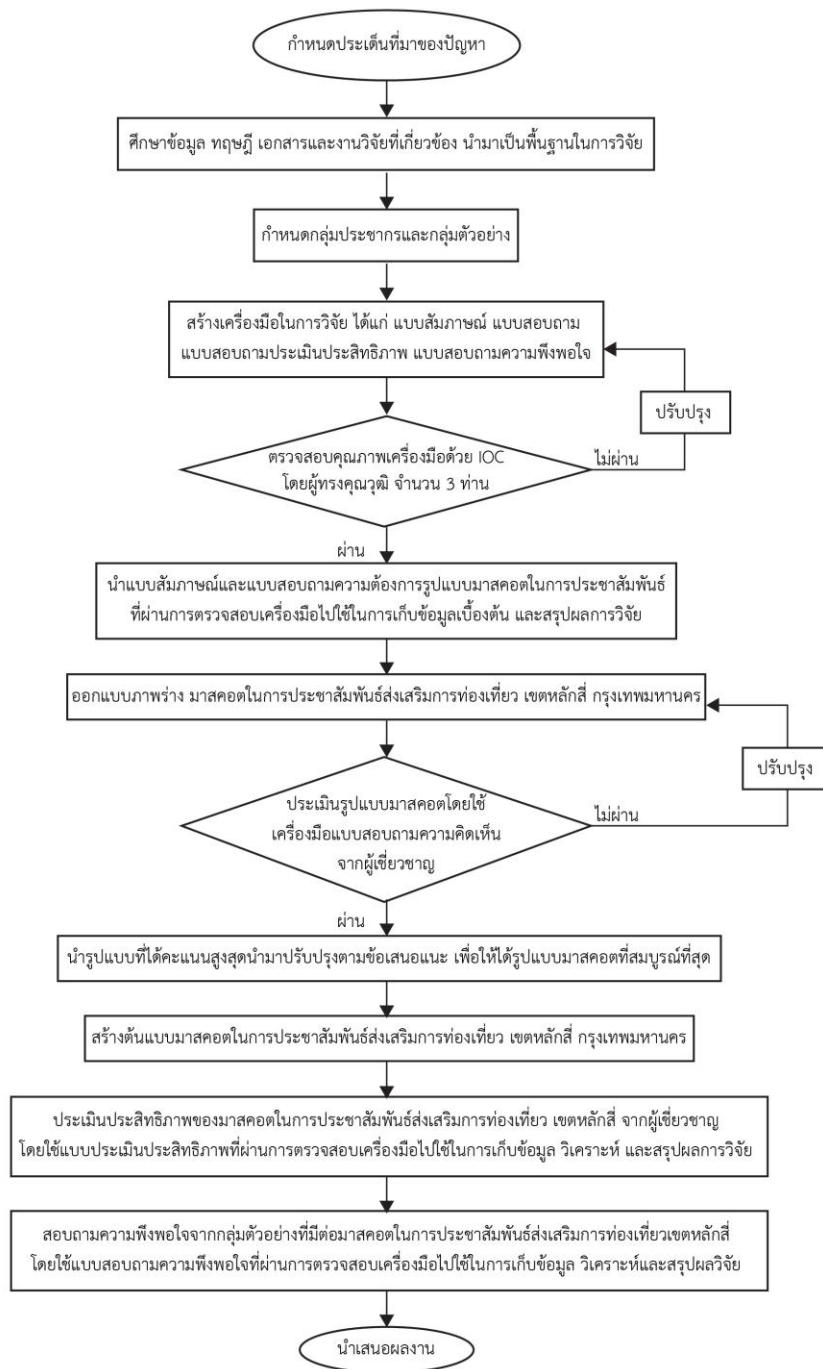 กำหนดประเด็นที่มาของปัญหา
ศึกษาข้อมูล ทฤษฎี เอกสารและงานวิจัยที่เกี่ยวข้อง นำมาเป็นพื้นฐานในการวิจัย
กำหนดกลุ่มประชากรและกลุ่มตัวอย่าง
สร้างเครื่องมือในการวิจัย ได้แก่ แบบสัมภาษณ์ แบบสอบถาม
แบบสอบถามประเมินประสิทธิภาพ แบบสอบถามความพึงพอใจ
ปรับปรุง
ตรวจสอบคุณภาพเครื่องมือด้วย IOC
โดยผู้ทรงคุณวุฒิ จำนวน 3 ท่าน
ไม่ผ่าน
ผ่าน
นำแบบสัมภาษณ์และแบบสอบถามความต้องการรูปแบบมาสคอตในการประชาสัมพันธ์
ที่ผ่านการตรวจสอบเครื่องมือไปใช้ในการเก็บข้อมูลเบื้องต้น และสรุปผลการวิจัย
ออกแบบภาพร่าง มาสคอตในการประชาสัมพันธ์ส่งเสริมการท่องเที่ยว เขตหลักสี่ กรุงเทพมหานคร
ปรับปรุง
ประเมินรูปแบบมาสคอตโดยใช้
เครื่องมือแบบสอบถามความคิดเห็น
จากผู้เชี่ยวชาญ
ไม่ผ่าน
ผ่าน
นำรูปแบบที่ได้คะแนนสูงสุดนำมาปรับปรุงตามข้อเสนอแนะ เพื่อให้ได้รูปแบบมาสคอตที่สมบูรณ์ที่สุด
สร้างต้นแบบมาสคอตในการประชาสัมพันธ์ส่งเสริมการท่องเที่ยว เขตหลักสี่ กรุงเทพมหานคร
ประเมินประสิทธิภาพของมาสคอตในการประชาสัมพันธ์ส่งเสริมการท่องเที่ยว เขตหลักสี่ จากผู้เชี่ยวชาญ
โดยใช้แบบประเมินประสิทธิภาพที่ผ่านการตรวจสอบเครื่องมือไปใช้ในการเก็บข้อมูล วิเคราะห์ และสรุปผลการวิจัย
สอบถามความพึงพอใจจากกลุ่มตัวอย่างที่มีต่อมาสคอตในการประชาสัมพันธ์ส่งเสริมการท่องเที่ยวเขตหลักสี่
โดยใช้แบบสอบถามความพึงพอใจที่ผ่านการตรวจสอบเครื่องมือไปใช้ในการเก็บข้อมูล วิเคราะห์และสรุปผลวิจัย
นำเสนอผลงาน